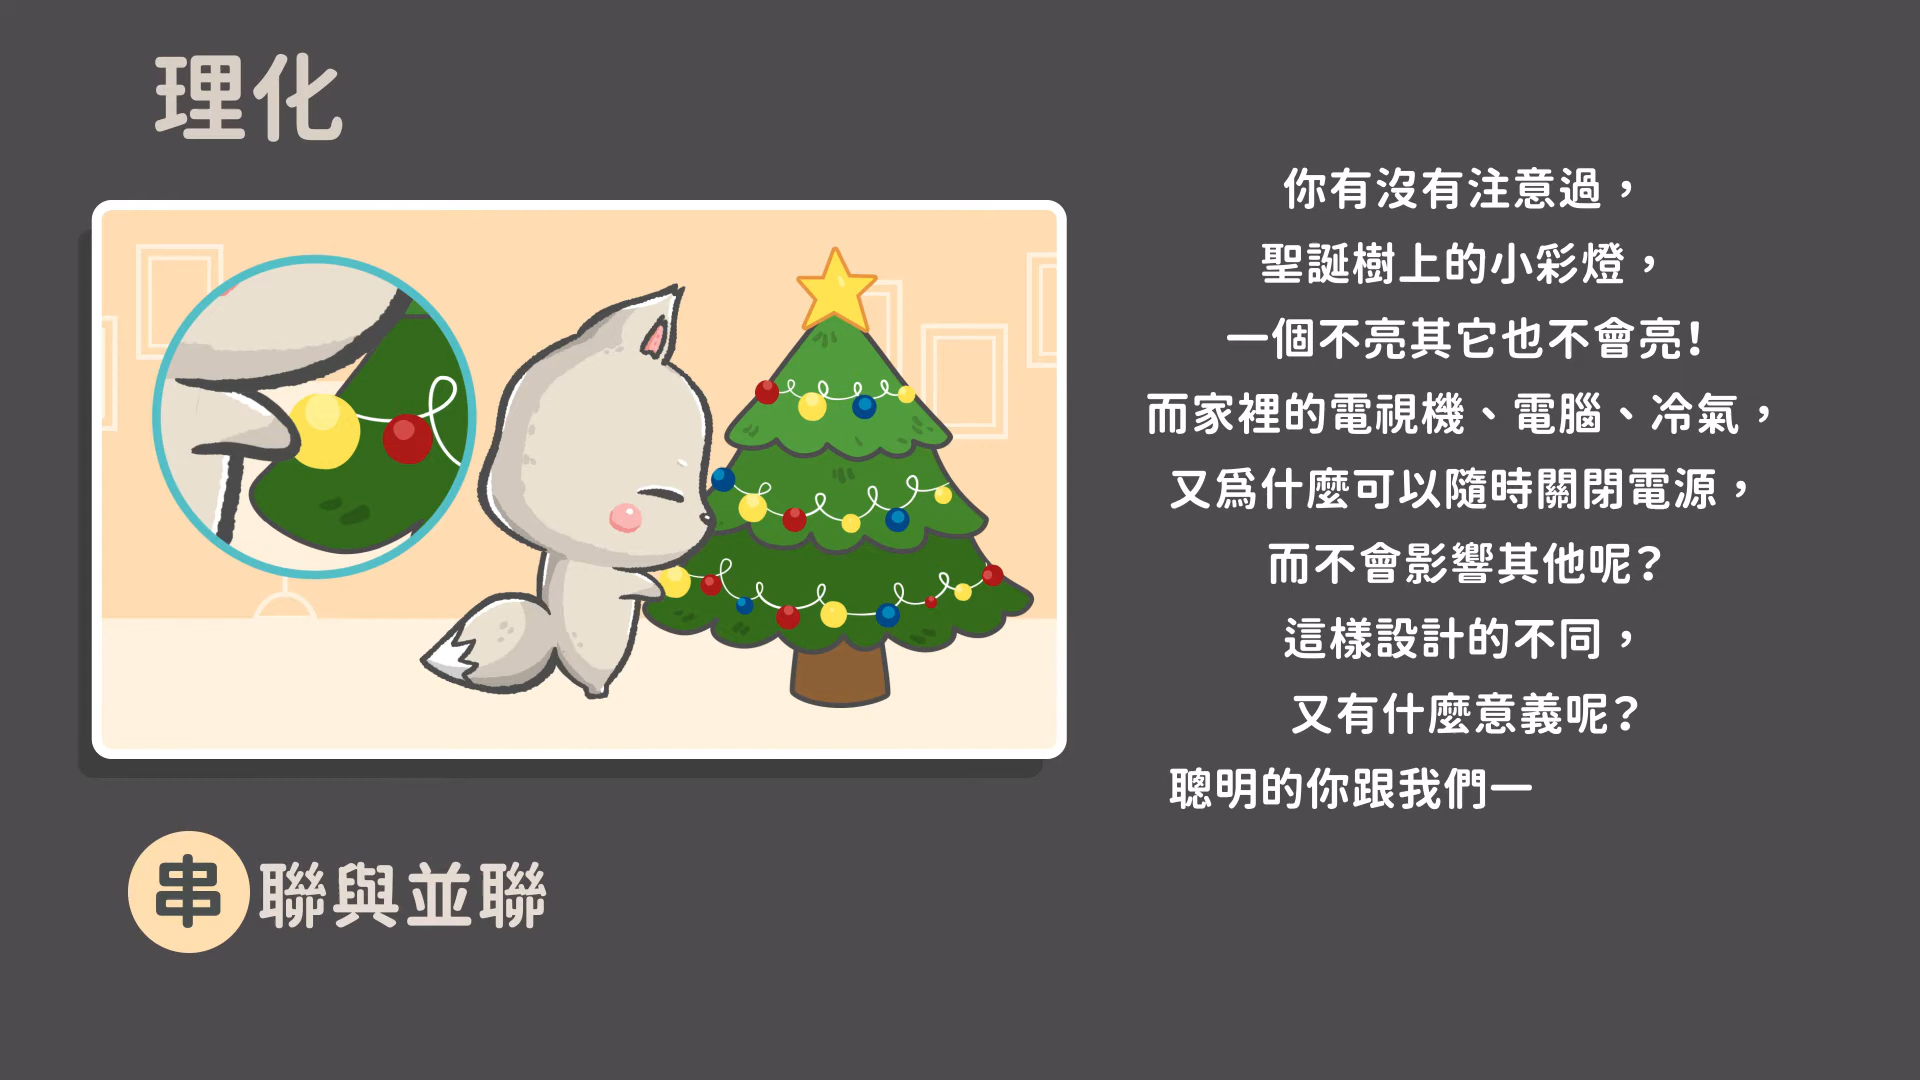 理化
你有沒有注意過，
聖誕樹上的小彩燈，
一個不亮其它也不會亮！
而家裡的電視機、電腦、冷氣，
又為什麼可以隨時關閉電源，
而不會影響其他呢？
這樣設計的不同，
又有什麼意義呢？
聰明的你跟我們一
串聯與並聯